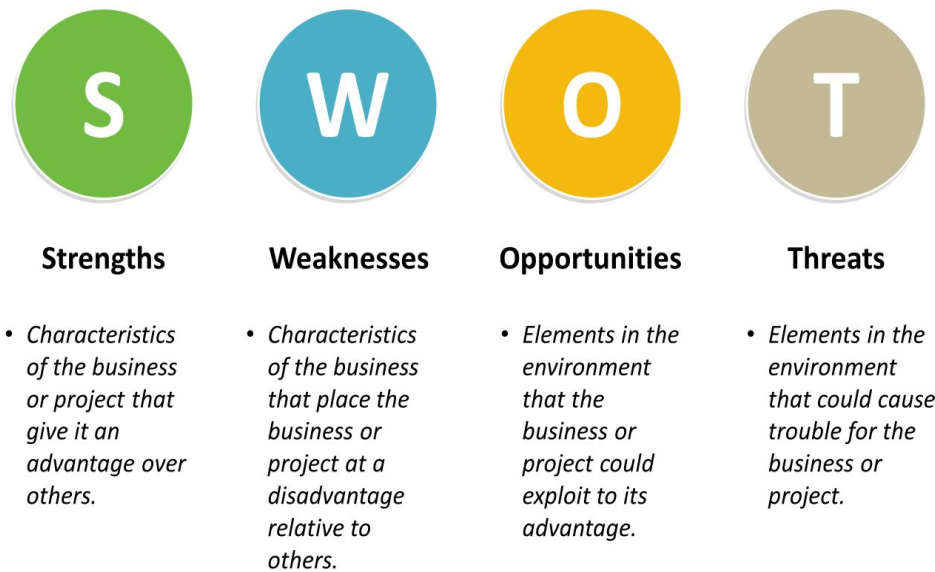 S
W
O
T
Strengths
Weaknesses
Opportunities
Threats
• Characteristics
of the business
or project that
give it an
advantage over
others.
• Characteristics
of the business
that place the
business or
project at a
disadvantage
relative to
others.
• Elements in the
environment
that the
business or
project could
exploit to its
advantage.
• Elements in the
environment
that could cause
trouble for the
business or
project.